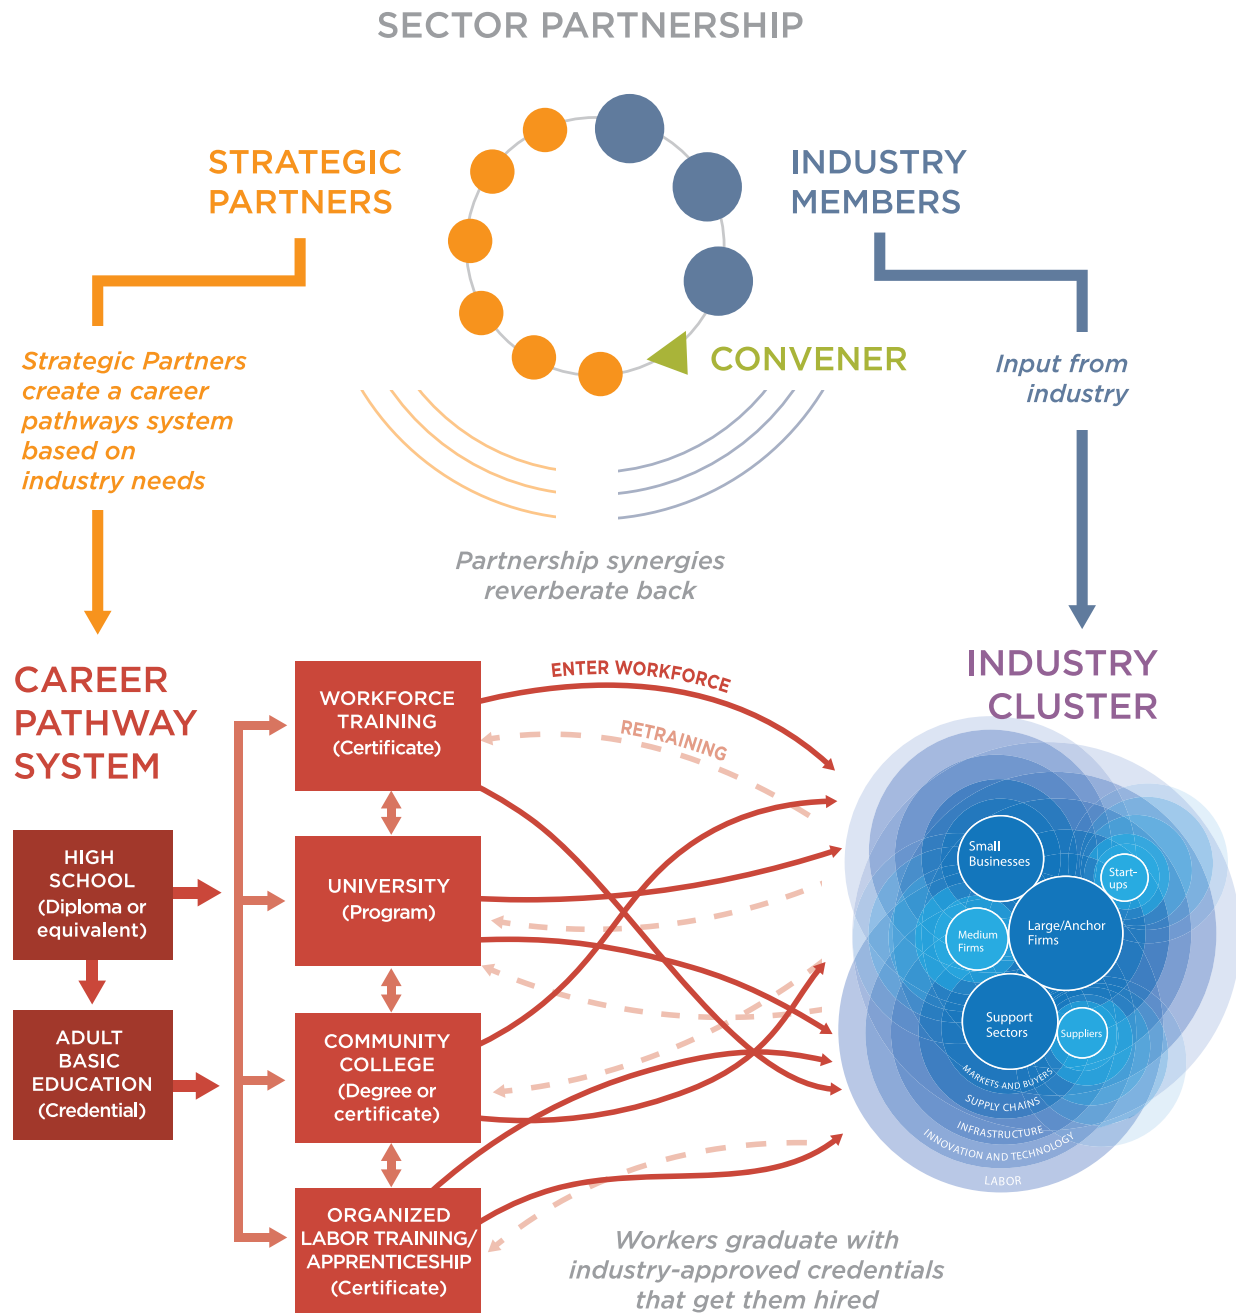 SECTOR PARTNERSHIP
STRATEGIC
PARTNERS
INDUSTRY
MEMBERS
CONVENER
Strategic Partners
create a career
pathways system
based on
industry needs
Input from
industry
Partnership synergies
reverberate back
CAREER
PATHWAY
SYSTEM
INDUSTRY
CLUSTER
HIGH
SCHOOL
(Diploma or
equivalent)
ADULT
BASIC
EDUCATION
(Credential)
WORKFORCE
TRAINING
(Certificate)
UNIVERSITY
(Program)
COMMUNITY
COLLEGE
(Degree or
certificate)
ORGANIZED
LABOR TRAINING/
APPRENTICESHIP
(Certificate)
ENTER WORKFORCE
RETRAINING
Small
Businesses
Start-
ups
Large/Anchor
Firms
Medium
Firms
Support
Sectors
Suppliers
MARKETS AND BUYERS
SUPPLY CHAINS
INFRASTRUCTURE
INNOVATION AND TECHNOLOGY
LABOR
Workers graduate with
industry-approved credentials
that get them hired